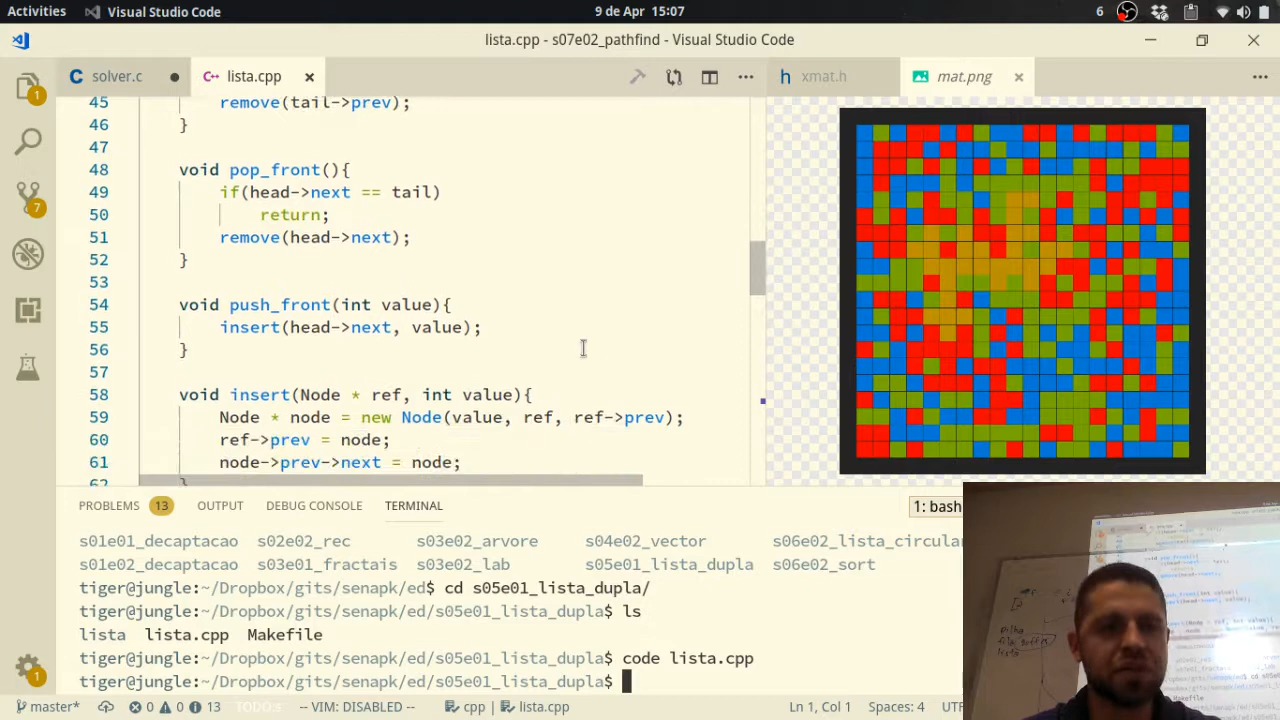 Activities Visual Studio Code 9 de Apr 15:07 6
lista.cpp - s07e02_pathfind - Visual Studio Code
C solver.c C++ lista.cpp h xmat.h mat.png
1
7
1
45 remove(tail->prev);
46 }
47
48 void pop_front(){
49 if(head->next == tail)
50 return;
51 remove(head->next);
52 }
53
54 void push_front(int value){
55 insert(head->next, value);
56 }
57
58 void insert(Node * ref, int value){
59 Node * node = new Node(value, ref, ref->prev);
60 ref->prev = node;
61 node->prev->next = node;
62 }
PROBLEMS 13 OUTPUT DEBUG CONSOLE TERMINAL 1: bash
s01e01_decaptacao s02e02_rec s03e02_arvore s04e02_vector s06e02_lista_circular
s01e02_decaptacao s03e01_fractais s03e02_lab s05e01_lista_dupla s06e02_sort
tiger@jungle:~/Dropbox/gits/senapk/ed$ cd s05e01_lista_dupla/
tiger@jungle:~/Dropbox/gits/senapk/ed/s05e01_lista_dupla$ ls
lista lista.cpp Makefile
tiger@jungle:~/Dropbox/gits/senapk/ed/s05e01_lista_dupla$ code lista.cpp
tiger@jungle:~/Dropbox/gits/senapk/ed/s05e01_lista_dupla$
master* 0 0 13 TODO:0 -- VIM: DISABLED -- cpp | lista.cpp Ln 1, Col 1 Spaces: 4 UTF